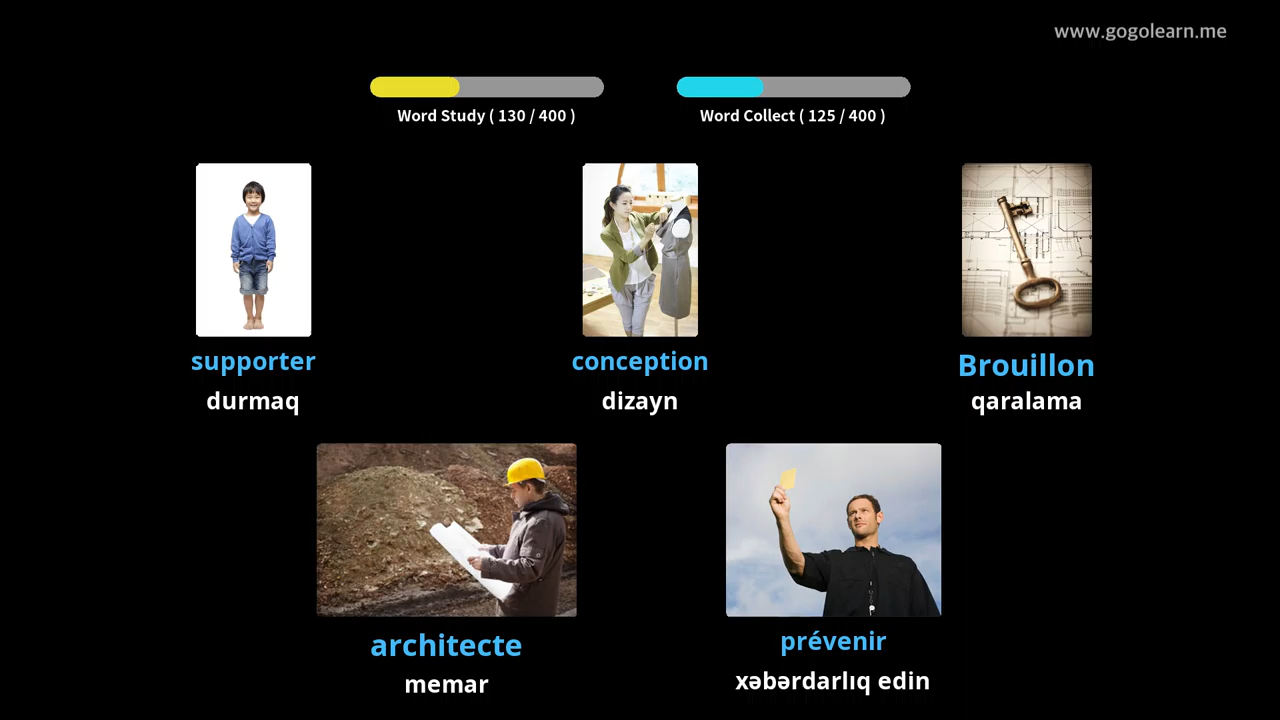 www.gogolearn.me
Word Study ( 130 / 400 )
Word Collect ( 125 / 400 )
supporter
durmaq
conception
dizayn
Brouillon
qaralama
architecte
memar
prévenir
xəbərdarlıq edin